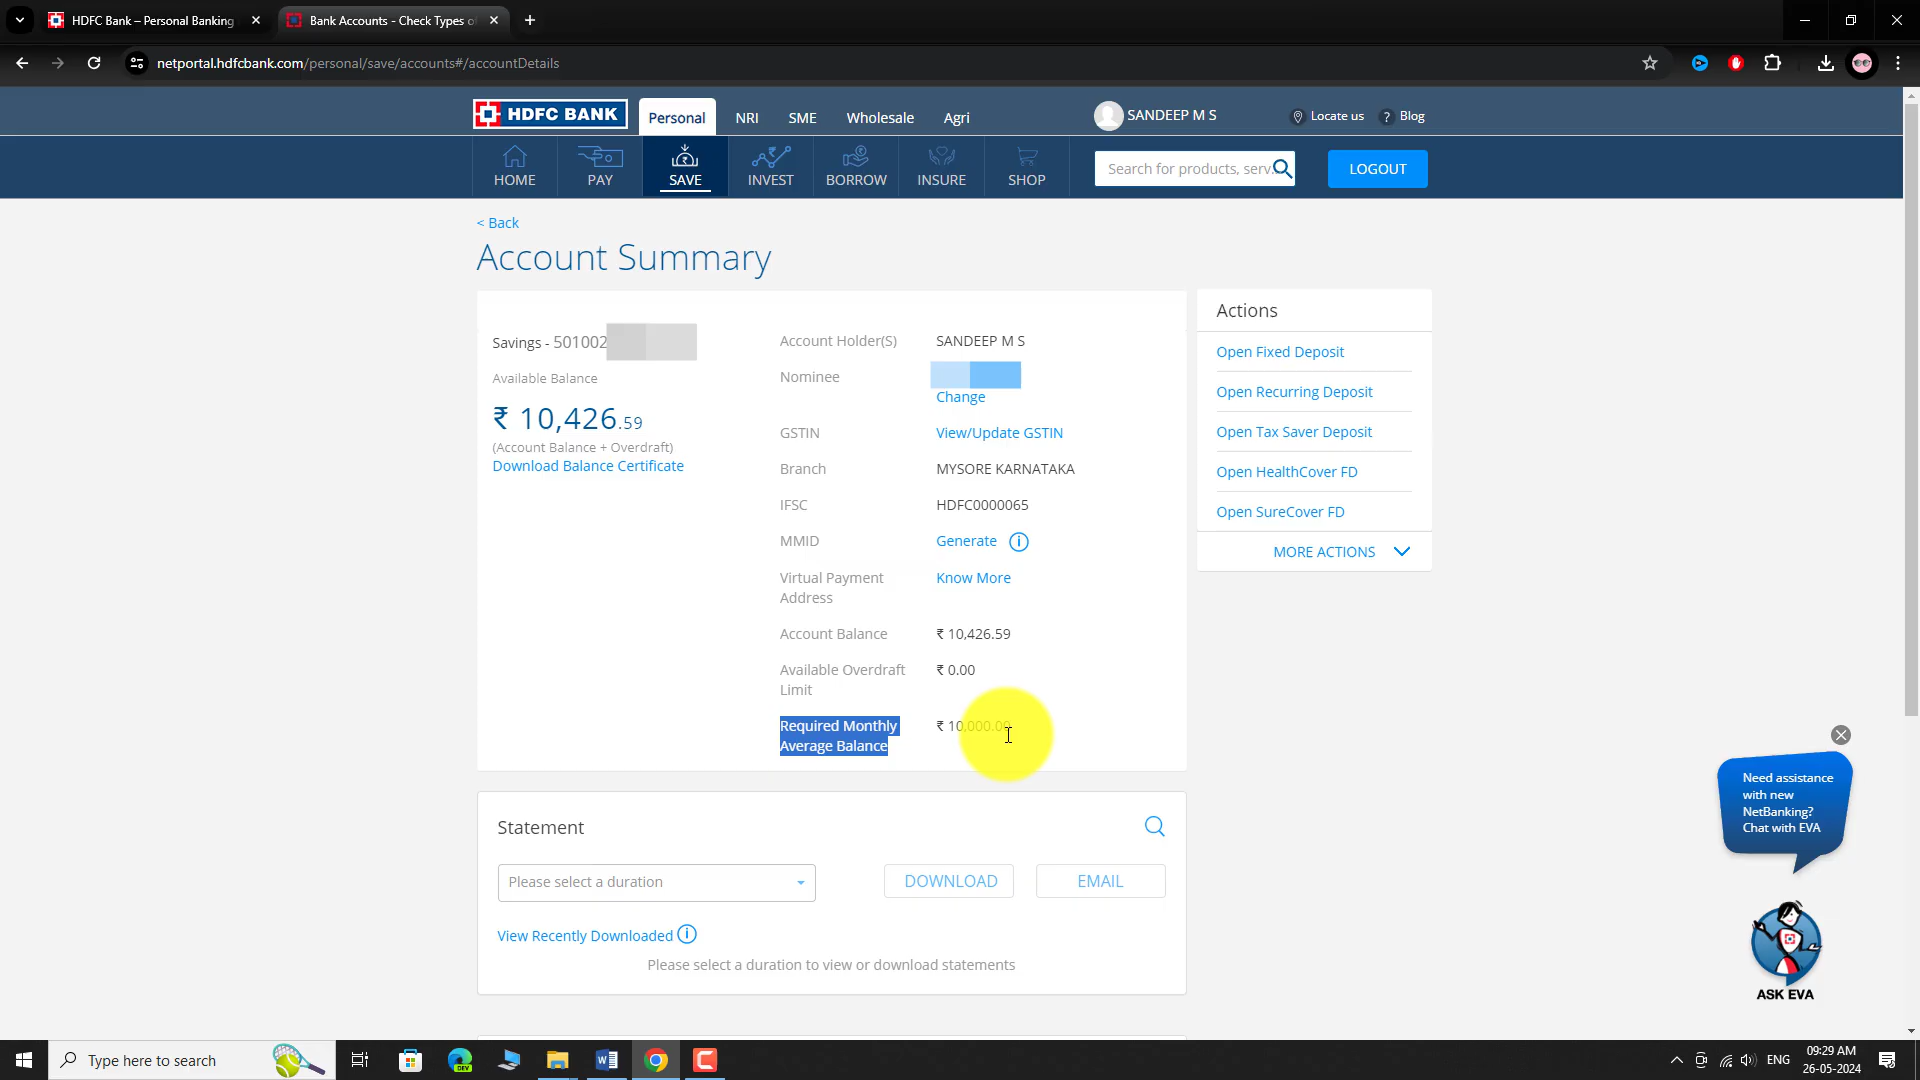 HDFC Bank – Personal Banking
Bank Accounts - Check Types of
netportal.hdfcbank.com/personal/save/accounts#/accountDetails
HDFC BANK
Personal
NRI
SME
Wholesale
Agri
SANDEEP M S
Locate us
? Blog
HOME
PAY
SAVE
INVEST
BORROW
INSURE
SHOP
Search for products, serv...
LOGOUT
< Back
Account Summary
Savings - 501002
Available Balance
₹ 10,426.59
(Account Balance + Overdraft)
Download Balance Certificate
Account Holder(S) SANDEEP M S
Nominee
Change
GSTIN View/Update GSTIN
Branch MYSORE KARNATAKA
IFSC HDFC0000065
MMID Generate i
Virtual Payment Know More
Address
Account Balance ₹ 10,426.59
Available Overdraft ₹ 0.00
Limit
Required Monthly ₹ 10,000.00
Average Balance
Actions
Open Fixed Deposit
Open Recurring Deposit
Open Tax Saver Deposit
Open HealthCover FD
Open SureCover FD
MORE ACTIONS
Statement
Please select a duration
DOWNLOAD
EMAIL
View Recently Downloaded i
Please select a duration to view or download statements
Need assistance
with new
NetBanking?
Chat with EVA
ASK EVA
Type here to search
DEV
ENG
09:29 AM
26-05-2024